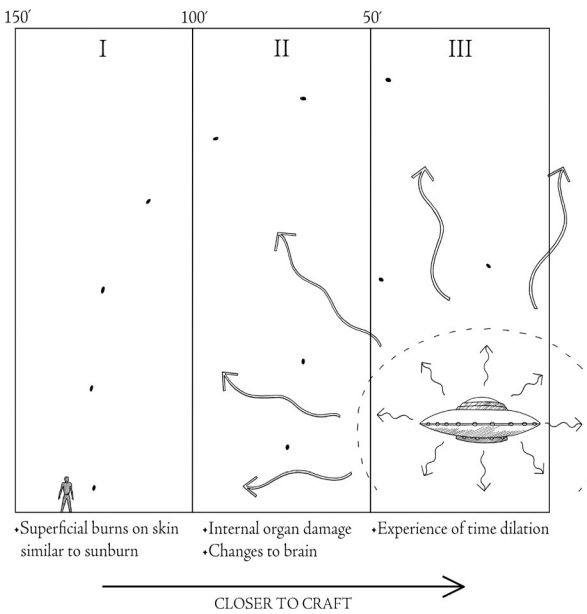 150′ 100′ 50′
I II III
✦Superficial burns on skin
similar to sunburn
✦Internal organ damage
✦Changes to brain
✦Experience of time dilation
CLOSER TO CRAFT